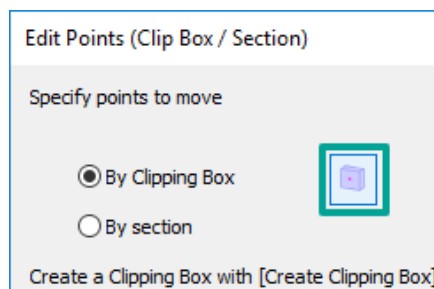 Edit Points (Clip Box / Section)
Specify points to move
By Clipping Box
By section
Create a Clipping Box with [Create Clipping Box]